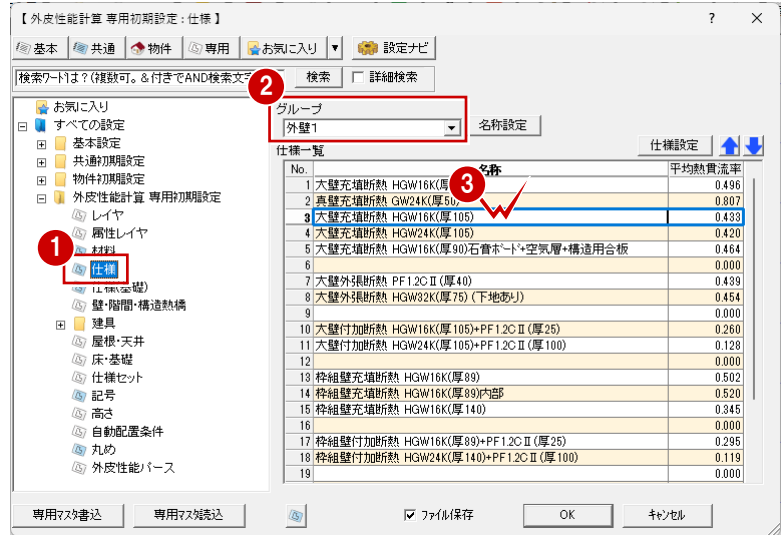 【 外皮性能計算 専用初期設定 : 仕様 】 ? ×
基本 共通 物件 専用 お気に入り ▼ 設定ナビ
検索ワードは？(複数可。＆付きでAND検索文字 検索 詳細検索
お気に入り
すべての設定
基本設定
共通初期設定
物件初期設定
外皮性能計算 専用初期設定
レイヤ
属性レイヤ
材料
仕様
仕様(基礎)
壁・階間・構造熱橋
建具
屋根・天井
床・基礎
仕様セット
記号
高さ
自動配置条件
丸め
外皮性能パース
1
2
3
グループ
外壁1 名称設定
仕様一覧 仕様設定
No. 名称 平均熱貫流率
1 大壁充填断熱 HGW16K(厚 0.496
2 真壁充填断熱 GW24K(厚50) 0.807
3 大壁充填断熱 HGW16K(厚105) 0.433
4 大壁充填断熱 HGW24K(厚105) 0.420
5 大壁充填断熱 HGW16K(厚90)石膏ボード+空気層+構造用合板 0.464
6 0.000
7 大壁外張断熱 PF1.2CⅡ(厚40) 0.439
8 大壁外張断熱 HGW32K(厚75) (下地あり) 0.454
9 0.000
10 大壁付加断熱 HGW16K(厚105)+PF1.2CⅡ(厚25) 0.260
11 大壁付加断熱 HGW24K(厚105)+PF1.2CⅡ(厚100) 0.128
12 0.000
13 枠組壁充填断熱 HGW16K(厚89) 0.502
14 枠組壁充填断熱 HGW16K(厚89)内部 0.520
15 枠組壁充填断熱 HGW16K(厚140) 0.345
16 0.000
17 枠組壁付加断熱 HGW16K(厚89)+PF1.2CⅡ(厚25) 0.295
18 枠組壁付加断熱 HGW24K(厚140)+PF1.2CⅡ(厚100) 0.119
19 0.000
専用マスタ書込 専用マスタ読込 ファイル保存 OK キャンセル